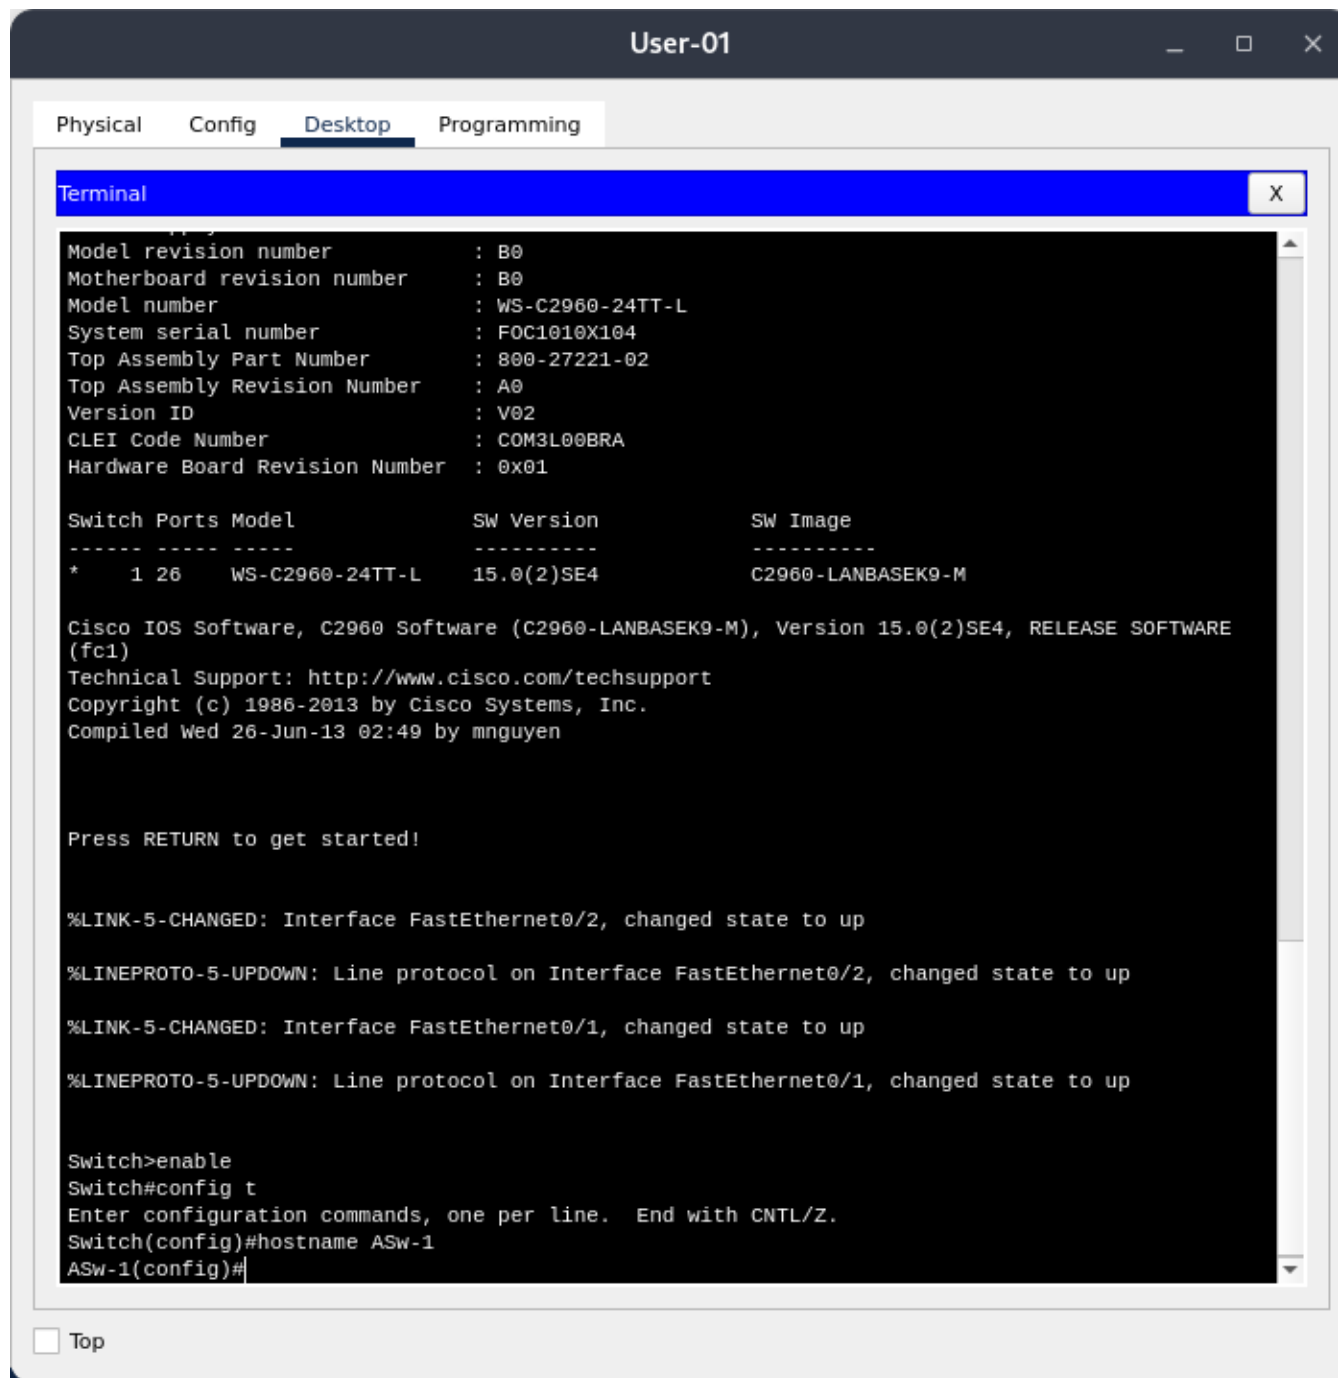 User-01
Physical Config Desktop Programming
Terminal X
Model revision number : B0
Motherboard revision number : B0
Model number : WS-C2960-24TT-L
System serial number : FOC1010X104
Top Assembly Part Number : 800-27221-02
Top Assembly Revision Number : A0
Version ID : V02
CLEI Code Number : COM3L00BRA
Hardware Board Revision Number : 0x01
Switch Ports Model SW Version SW Image
------ ----- ----- ---------- ----------
* 1 26 WS-C2960-24TT-L 15.0(2)SE4 C2960-LANBASEK9-M
Cisco IOS Software, C2960 Software (C2960-LANBASEK9-M), Version 15.0(2)SE4, RELEASE SOFTWARE
(fc1)
Technical Support: http://www.cisco.com/techsupport
Copyright (c) 1986-2013 by Cisco Systems, Inc.
Compiled Wed 26-Jun-13 02:49 by mnguyen
Press RETURN to get started!
%LINK-5-CHANGED: Interface FastEthernet0/2, changed state to up
%LINEPROTO-5-UPDOWN: Line protocol on Interface FastEthernet0/2, changed state to up
%LINK-5-CHANGED: Interface FastEthernet0/1, changed state to up
%LINEPROTO-5-UPDOWN: Line protocol on Interface FastEthernet0/1, changed state to up
Switch>enable
Switch#config t
Enter configuration commands, one per line.  End with CNTL/Z.
Switch(config)#hostname ASw-1
ASw-1(config)#
Top